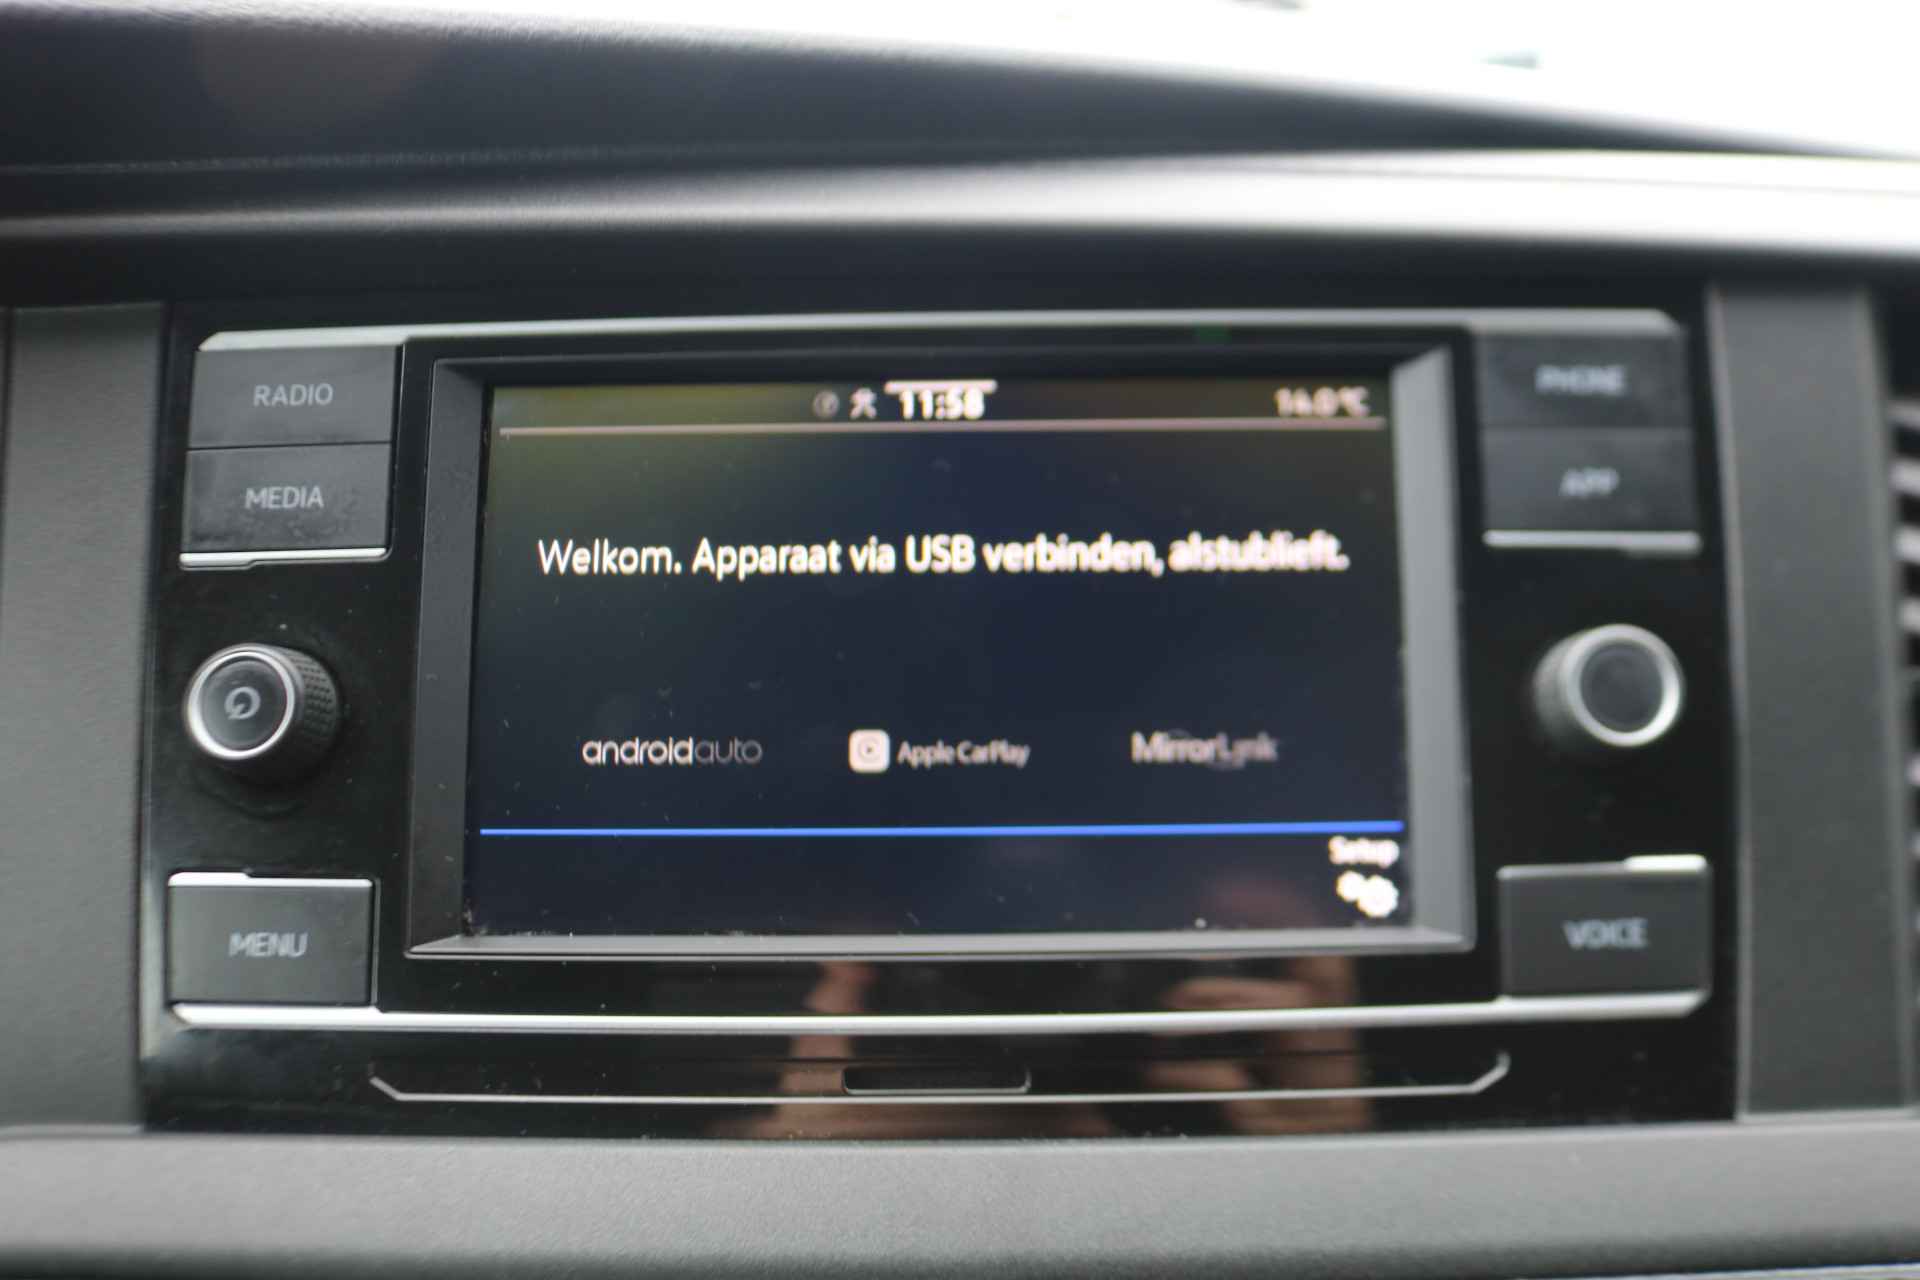 RADIO
MEDIA
MENU
11:58
14.0°C
Welkom. Apparaat via USB verbinden, alstublieft.
androidauto
Apple CarPlay
MirrorLink
Setup
PHONE
APP
VOICE